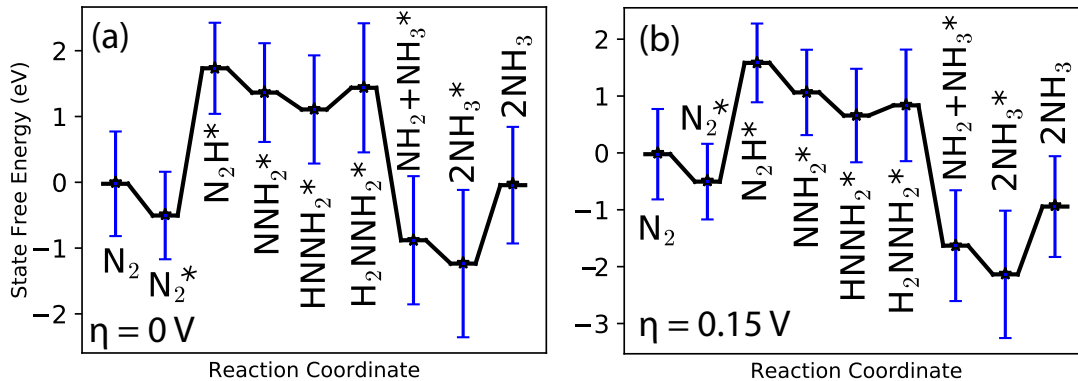 (a)
State Free Energy (eV)
2
1
0
−1
−2
N₂
N₂*
N₂H*
NNH₂*
HNNH₂*
H₂NNH₂*
NH₂+NH₃*
2NH₃*
2NH₃
η = 0 V
Reaction Coordinate
(b)
2
1
0
−1
−2
−3
N₂
N₂*
N₂H*
NNH₂*
HNNH₂*
H₂NNH₂*
NH₂+NH₃*
2NH₃*
2NH₃
η = 0.15 V
Reaction Coordinate